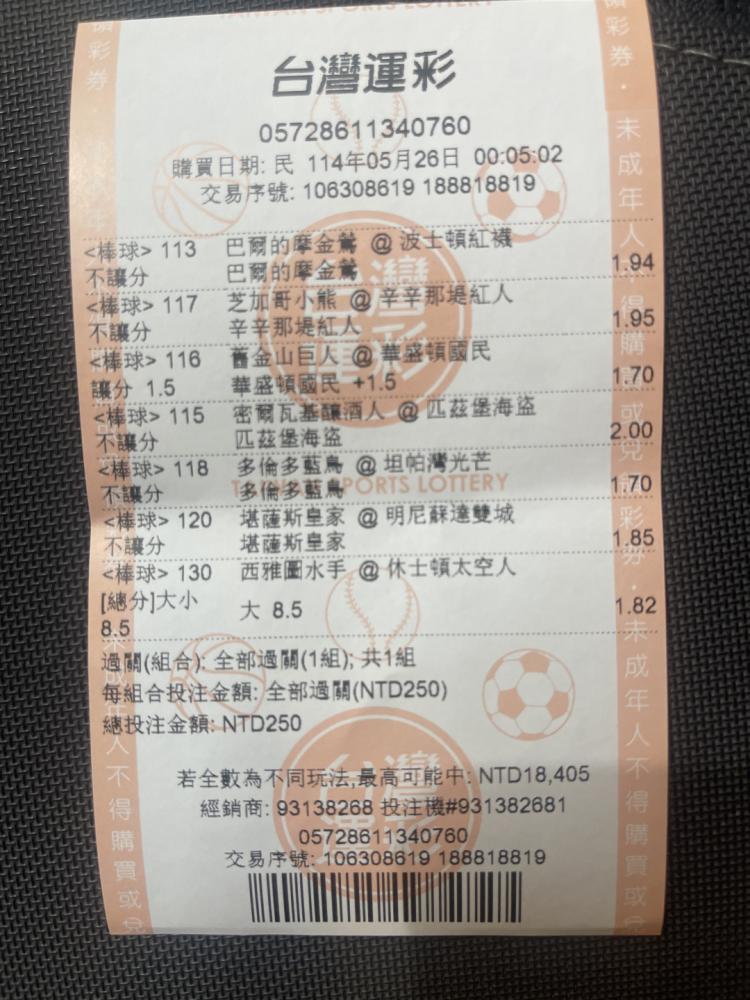 TAIWAN SPORTS LOTTERY
台灣運彩
05728611340760
購買日期: 民 114年05月26日 00:05:02
交易序號: 106308619 188818819
<棒球> 113 巴爾的摩金鶯 @ 波士頓紅襪
不讓分 巴爾的摩金鶯 1.94
<棒球> 117 芝加哥小熊 @ 辛辛那堤紅人
不讓分 辛辛那堤紅人 1.95
<棒球> 116 舊金山巨人 @ 華盛頓國民
讓分 1.5 華盛頓國民 +1.5 1.70
<棒球> 115 密爾瓦基釀酒人 @ 匹茲堡海盜
不讓分 匹茲堡海盜 2.00
<棒球> 118 多倫多藍鳥 @ 坦帕灣光芒
不讓分 多倫多藍鳥 1.70
TAIWAN SPORTS LOTTERY
<棒球> 120 堪薩斯皇家 @ 明尼蘇達雙城
不讓分 堪薩斯皇家 1.85
<棒球> 130 西雅圖水手 @ 休士頓太空人
[總分]大小 大 8.5 1.82
8.5
過關(組合): 全部過關(1組); 共1組
每組合投注金額: 全部過關(NTD250)
總投注金額: NTD250
若全數為不同玩法,最高可能中: NTD18,405
經銷商: 93138268 投注機#931382681
05728611340760
交易序號: 106308619 188818819
台灣運彩
台灣運彩
彩券・未成年人不得購買或兌領彩券・未成年人不得購買或兌